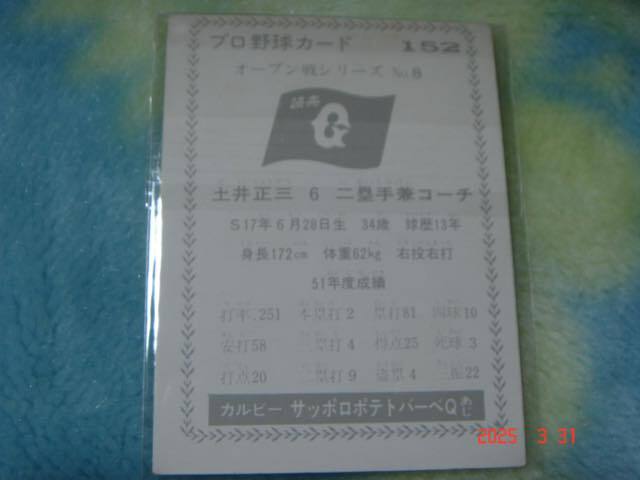 プロ野球カード 152
オープン戦シリーズ No.8
読売
G
土井正三 6 二塁手兼コーチ
S17年6月28日生 34歳 球歴13年
身長172cm 体重62kg 右投右打
51年度成績
打率.251 本塁打2 塁打81 四球10
安打58 三塁打4 得点25 死球3
打点20 二塁打9 盗塁4 三振22
カルビー サッポロポテトバーベQあじ
2025 3 31